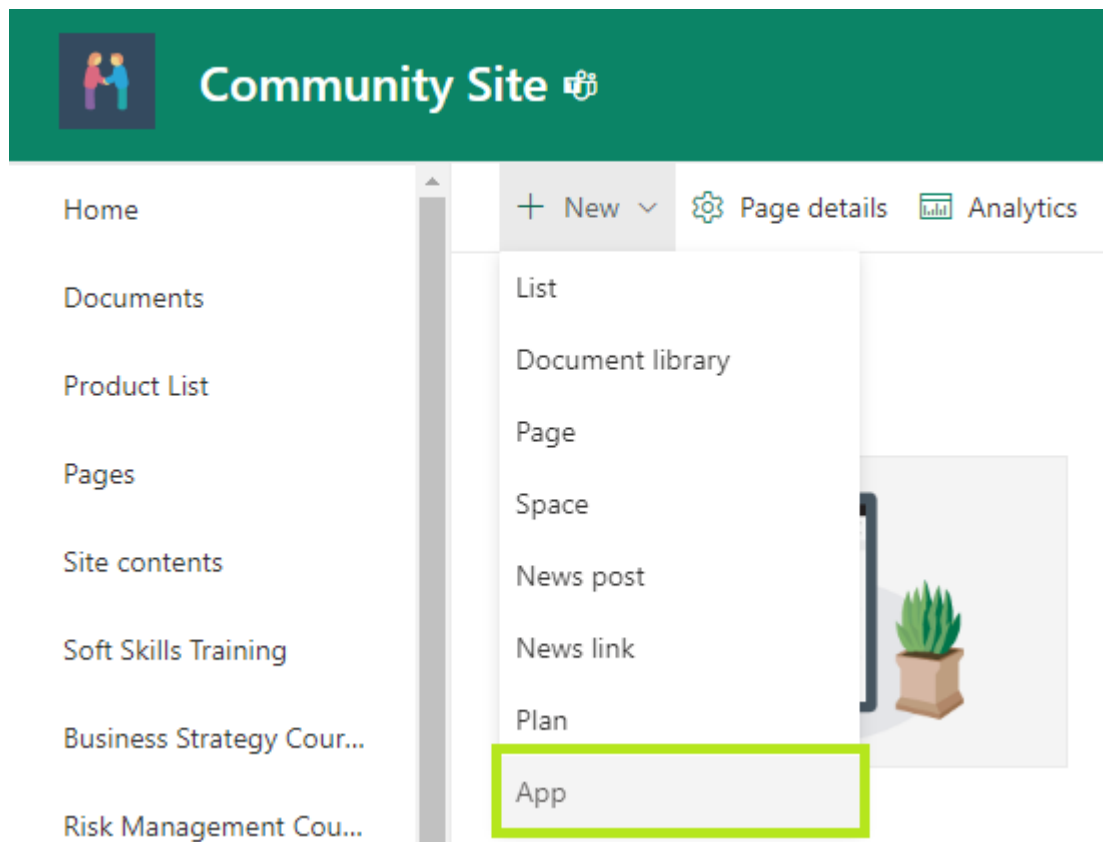 Community Site
Home
Documents
Product List
Pages
Site contents
Soft Skills Training
Business Strategy Cour...
Risk Management Cou...
+ New
Page details
Analytics
List
Document library
Page
Space
News post
News link
Plan
App